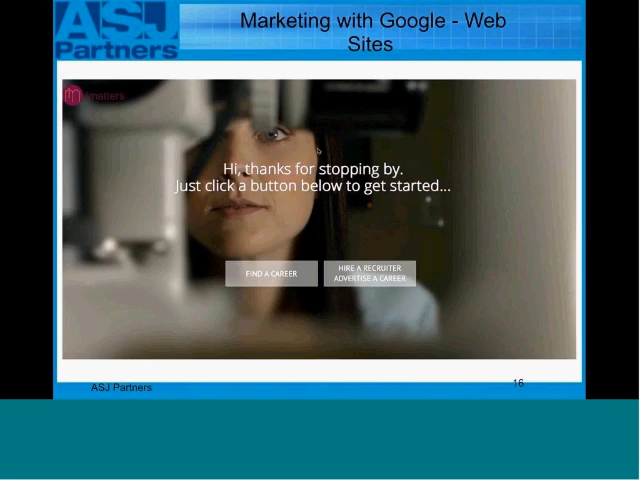 ASJ
Partners
Marketing with Google - Web
Sites
imatters
Hi, thanks for stopping by.
Just click a button below to get started...
FIND A CAREER
HIRE A RECRUITER
ADVERTISE A CAREER
ASJ Partners
16